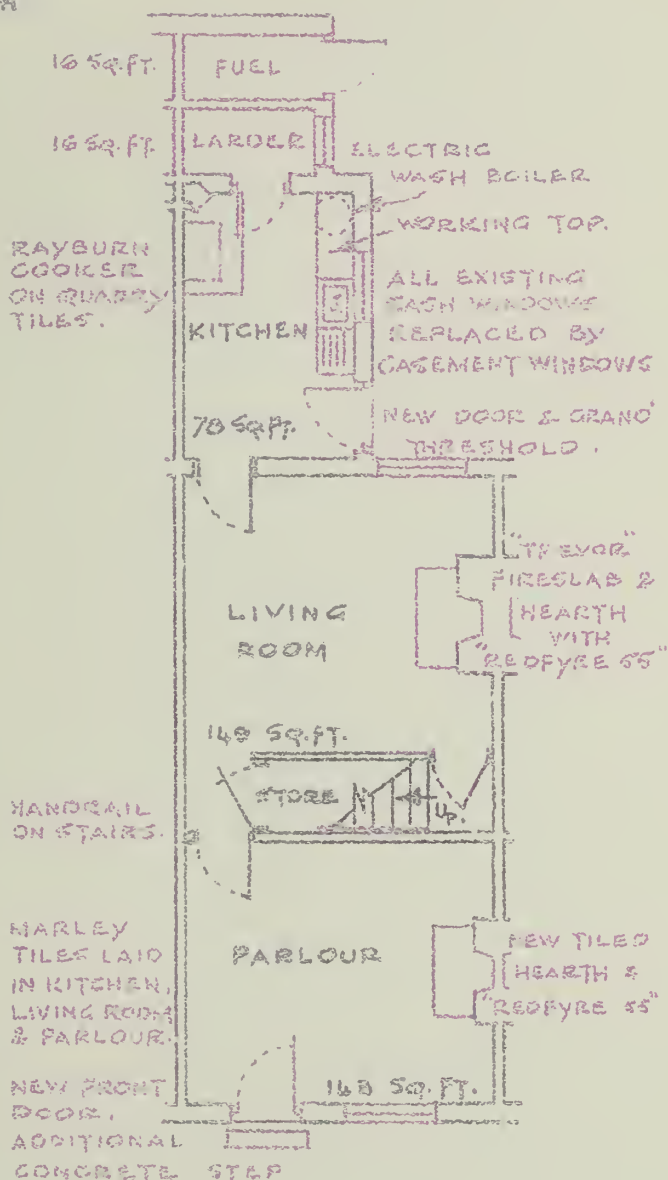 16 SQ.FT.
FUEL
16 SQ.FT.
LARDER
ELECTRIC
WASH BOILER
WORKING TOP.
RAYBURN
COOKER
ON QUARRY
TILES.
ALL EXISTING
SASH WINDOWS
REPLACED BY
CASEMENT WINDOWS
KITCHEN
78 SQ.FT.
NEW DOOR & GRANO
THRESHOLD.
"TREVOR"
FIRESLAB &
HEARTH
WITH
"REDFYRE 55"
LIVING
ROOM
149 SQ.FT.
STORE
UP.
HANDRAIL
ON STAIRS.
MARLEY
TILES LAID
IN KITCHEN,
LIVING ROOM
& PARLOUR.
PARLOUR
NEW TILED
HEARTH &
"REDFYRE 55"
148 SQ.FT.
NEW FRONT
DOOR.
ADDITIONAL
CONCRETE STEP